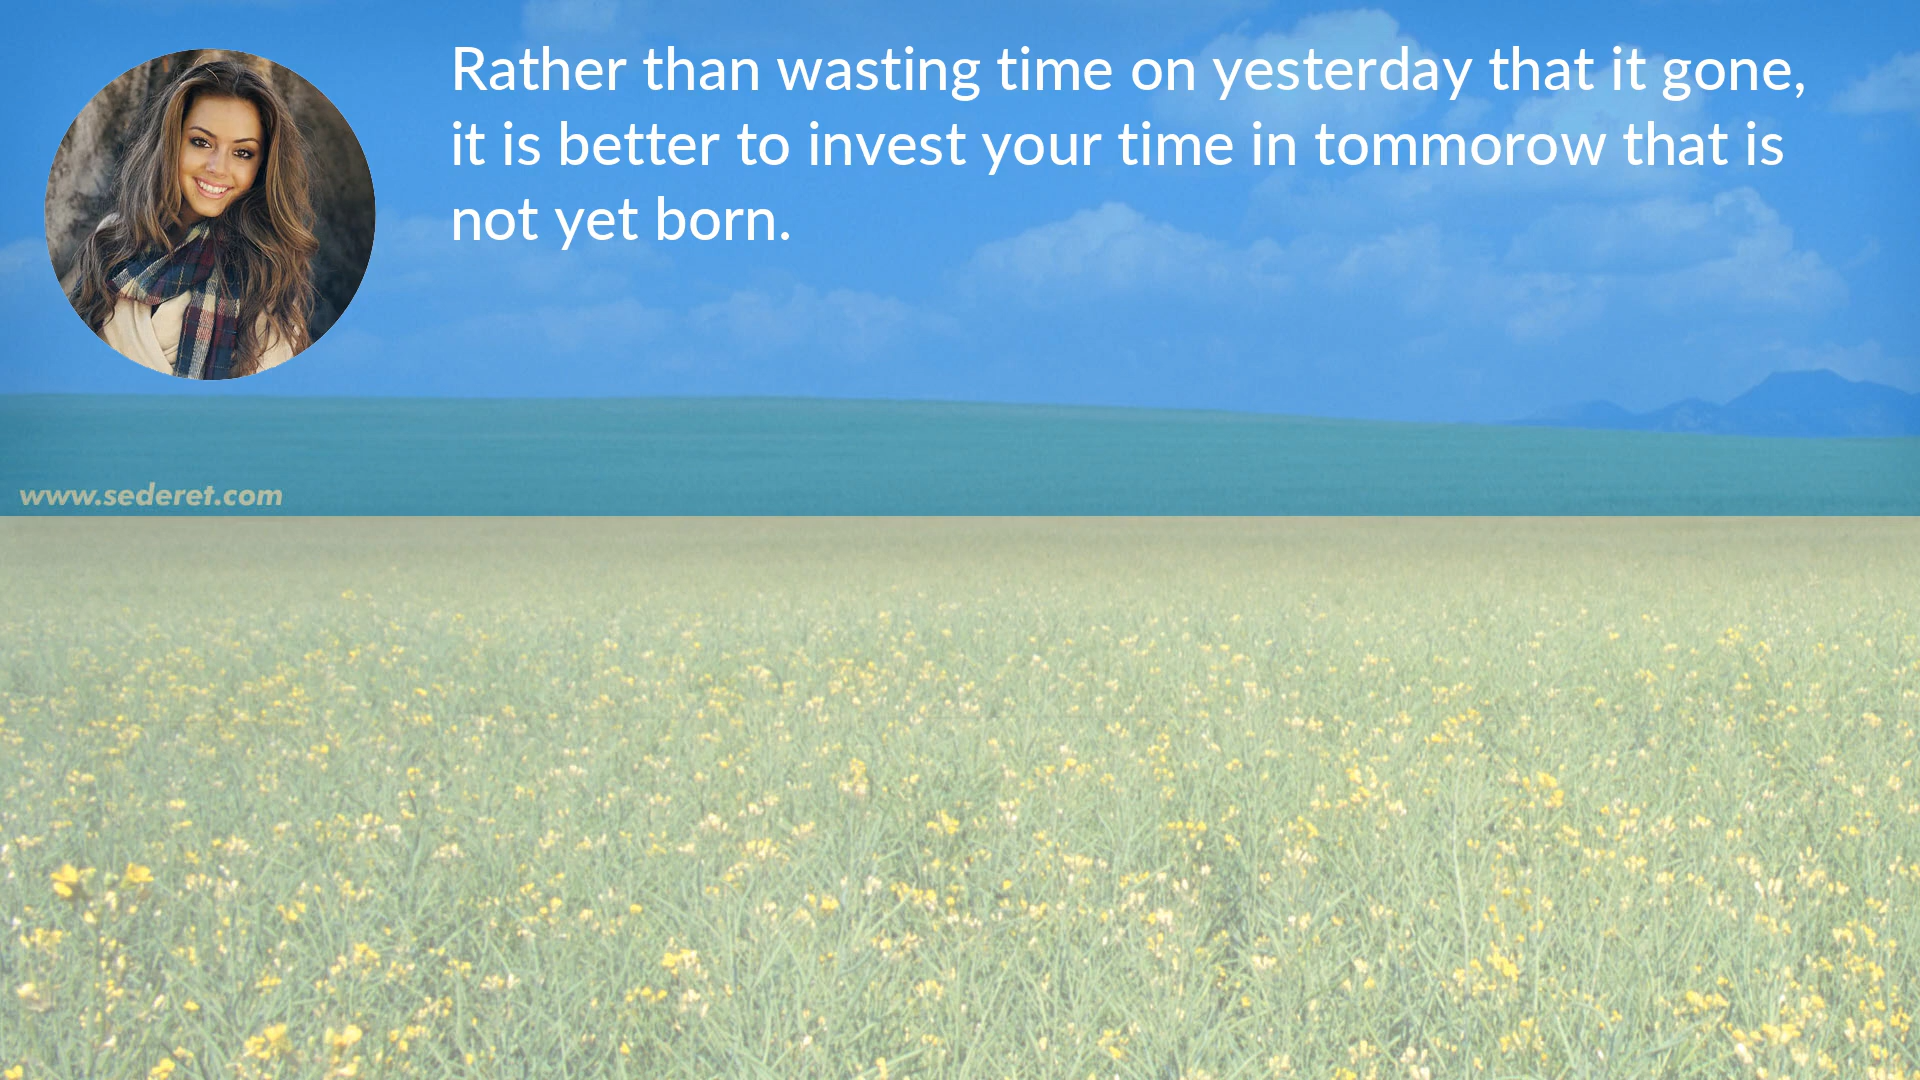 Rather than wasting time on yesterday that it gone,
it is better to invest your time in tommorow that is
not yet born.
www.sederet.com